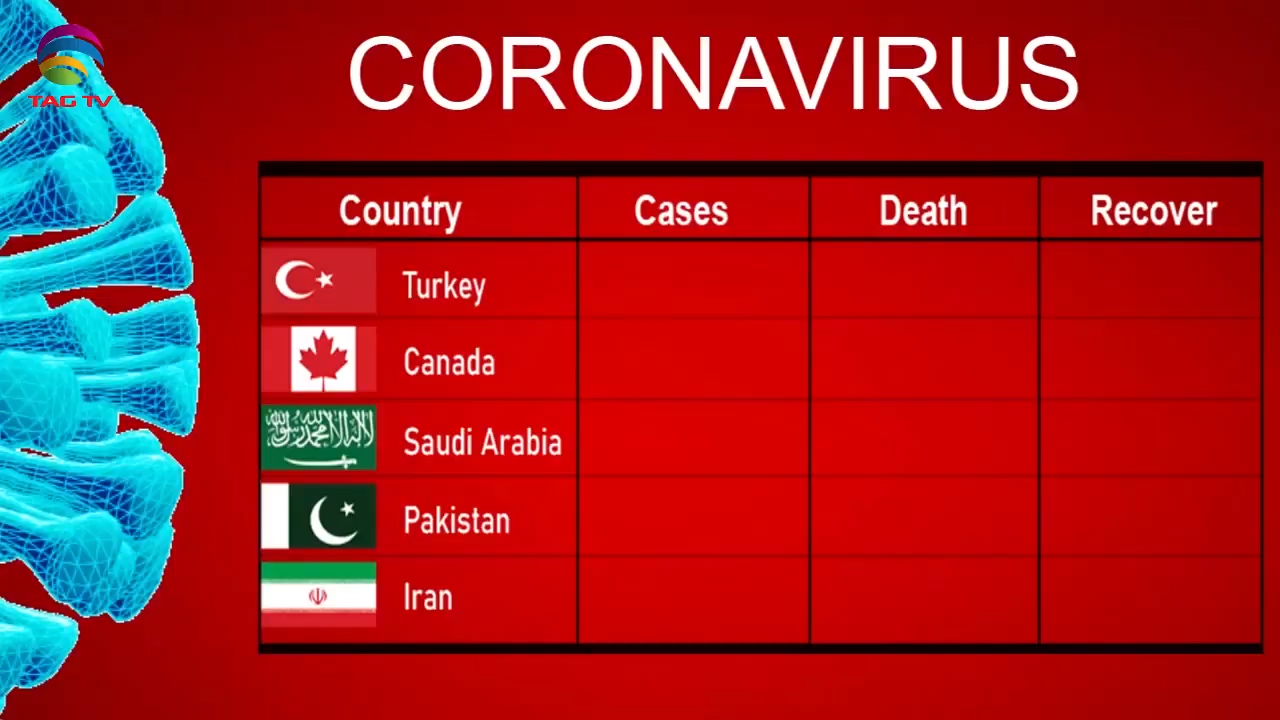 TAG TV
CORONAVIRUS
Country Cases Death Recover
Turkey
Canada
Saudi Arabia
Pakistan
Iran